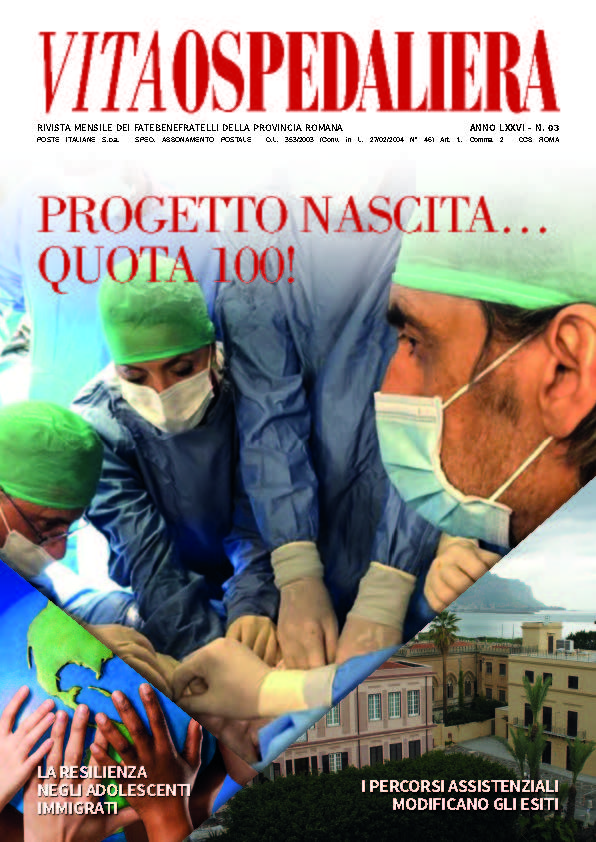 VITAOSPEDALIERA
RIVISTA MENSILE DEI FATEBENEFRATELLI DELLA PROVINCIA ROMANA ANNO LXXVI - N. 03
POSTE ITALIANE S.p.a. SPED. ABBONAMENTO POSTALE D.L. 353/2003 (Conv. in L. 27/02/2004 N° 46) Art. 1, Comma 2 DCB ROMA
PROGETTO NASCITA...
QUOTA 100!
LA RESILIENZA
NEGLI ADOLESCENTI
IMMIGRATI
I PERCORSI ASSISTENZIALI
MODIFICANO GLI ESITI